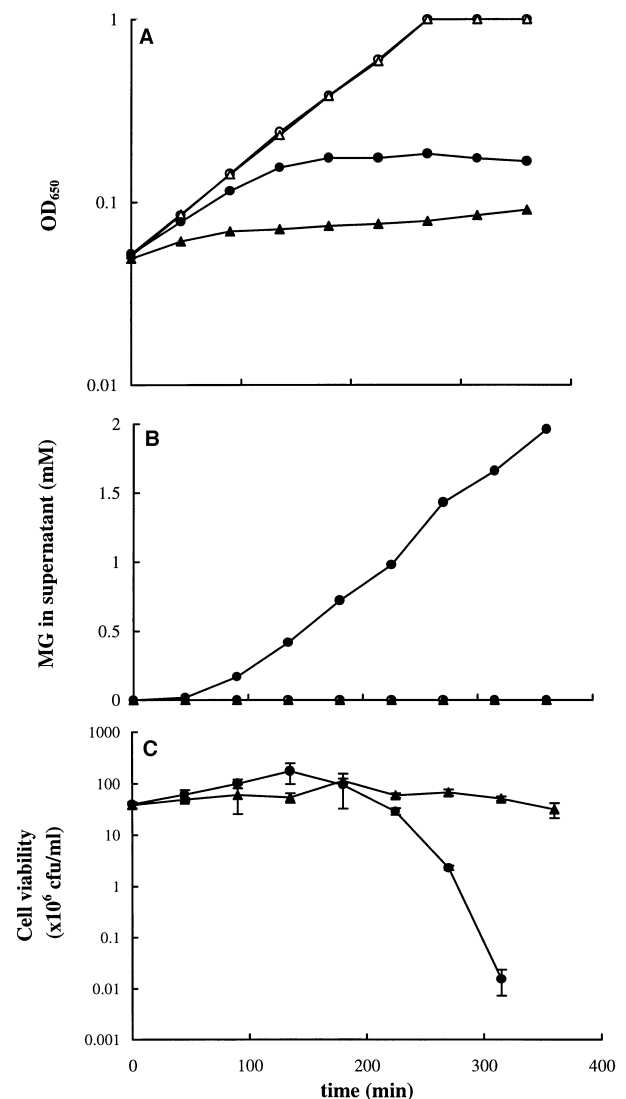 1
A
0.1
OD650
0.01
2
B
1.5
MG in supernatant (mM)
1
0.5
0
1000
C
100
10
Cell viability
(x10⁶ cfu/ml)
1
0.1
0.01
0.001
0 100 200 300 400
time (min)